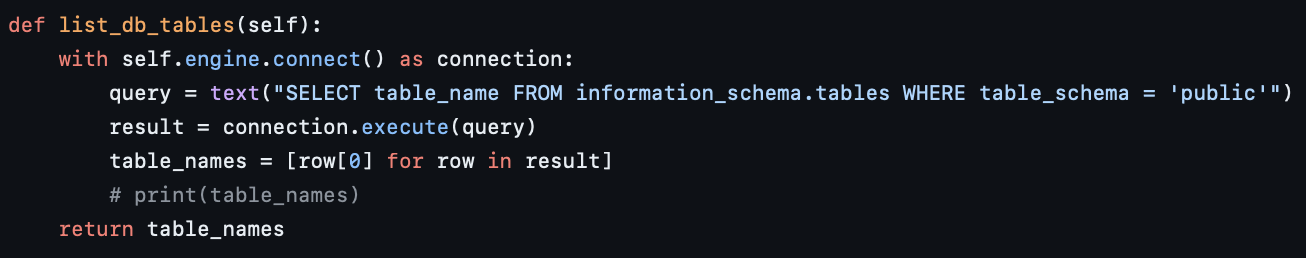 def list_db_tables(self):
    with self.engine.connect() as connection:
        query = text("SELECT table_name FROM information_schema.tables WHERE table_schema = 'public'")
        result = connection.execute(query)
        table_names = [row[0] for row in result]
        # print(table_names)
    return table_names